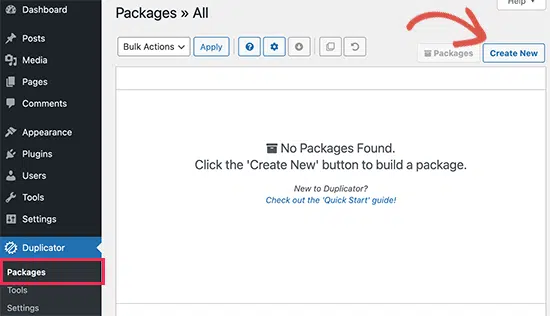 Dashboard
Posts
Media
Pages
Comments
Appearance
Plugins
Users
Tools
Settings
Duplicator
Packages
Tools
Settings
Help ▼
Packages » All
Bulk Actions
Apply
?
Packages
Create New
No Packages Found.
Click the 'Create New' button to build a package.
New to Duplicator?
Check out the 'Quick Start' guide!